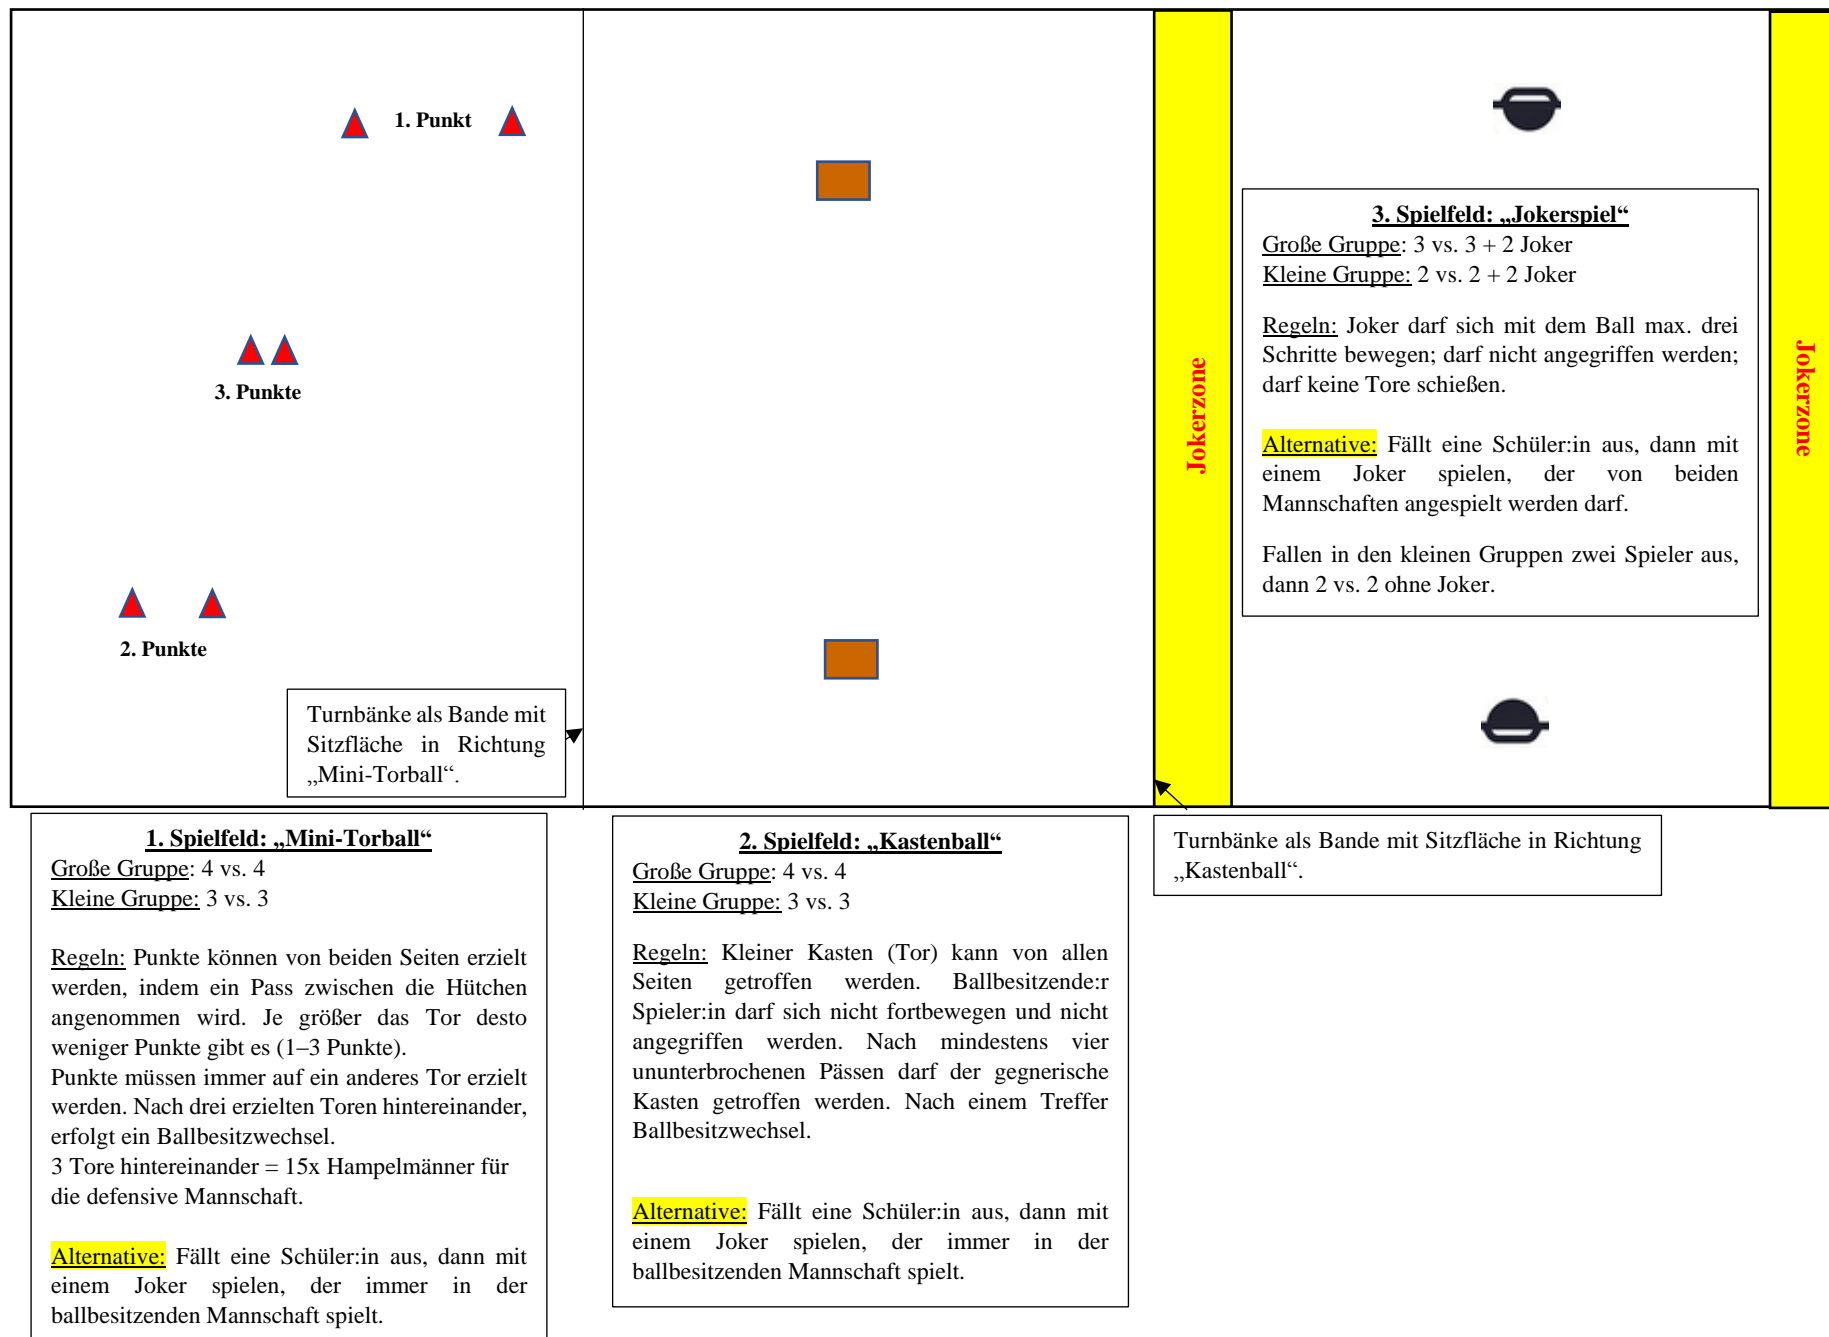 1. Punkt
3. Punkte
2. Punkte
Turnbänke als Bande mit
Sitzfläche in Richtung
„Mini-Torball“.
Jokerzone
3. Spielfeld: „Jokerspiel“
Große Gruppe: 3 vs. 3 + 2 Joker
Kleine Gruppe: 2 vs. 2 + 2 Joker
Regeln: Joker darf sich mit dem Ball max. drei
Schritte bewegen; darf nicht angegriffen werden;
darf keine Tore schießen.
Alternative: Fällt eine Schüler:in aus, dann mit
einem Joker spielen, der von beiden
Mannschaften angespielt werden darf.
Fallen in den kleinen Gruppen zwei Spieler aus,
dann 2 vs. 2 ohne Joker.
Jokerzone
1. Spielfeld: „Mini-Torball“
Große Gruppe: 4 vs. 4
Kleine Gruppe: 3 vs. 3
Regeln: Punkte können von beiden Seiten erzielt
werden, indem ein Pass zwischen die Hütchen
angenommen wird. Je größer das Tor desto
weniger Punkte gibt es (1–3 Punkte).
Punkte müssen immer auf ein anderes Tor erzielt
werden. Nach drei erzielten Toren hintereinander,
erfolgt ein Ballbesitzwechsel.
3 Tore hintereinander = 15x Hampelmänner für
die defensive Mannschaft.
Alternative: Fällt eine Schüler:in aus, dann mit
einem Joker spielen, der immer in der
ballbesitzenden Mannschaft spielt.
2. Spielfeld: „Kastenball“
Große Gruppe: 4 vs. 4
Kleine Gruppe: 3 vs. 3
Regeln: Kleiner Kasten (Tor) kann von allen
Seiten getroffen werden. Ballbesitzende:r
Spieler:in darf sich nicht fortbewegen und nicht
angegriffen werden. Nach mindestens vier
ununterbrochenen Pässen darf der gegnerische
Kasten getroffen werden. Nach einem Treffer
Ballbesitzwechsel.
Alternative: Fällt eine Schüler:in aus, dann mit
einem Joker spielen, der immer in der
ballbesitzenden Mannschaft spielt.
Turnbänke als Bande mit Sitzfläche in Richtung
„Kastenball“.